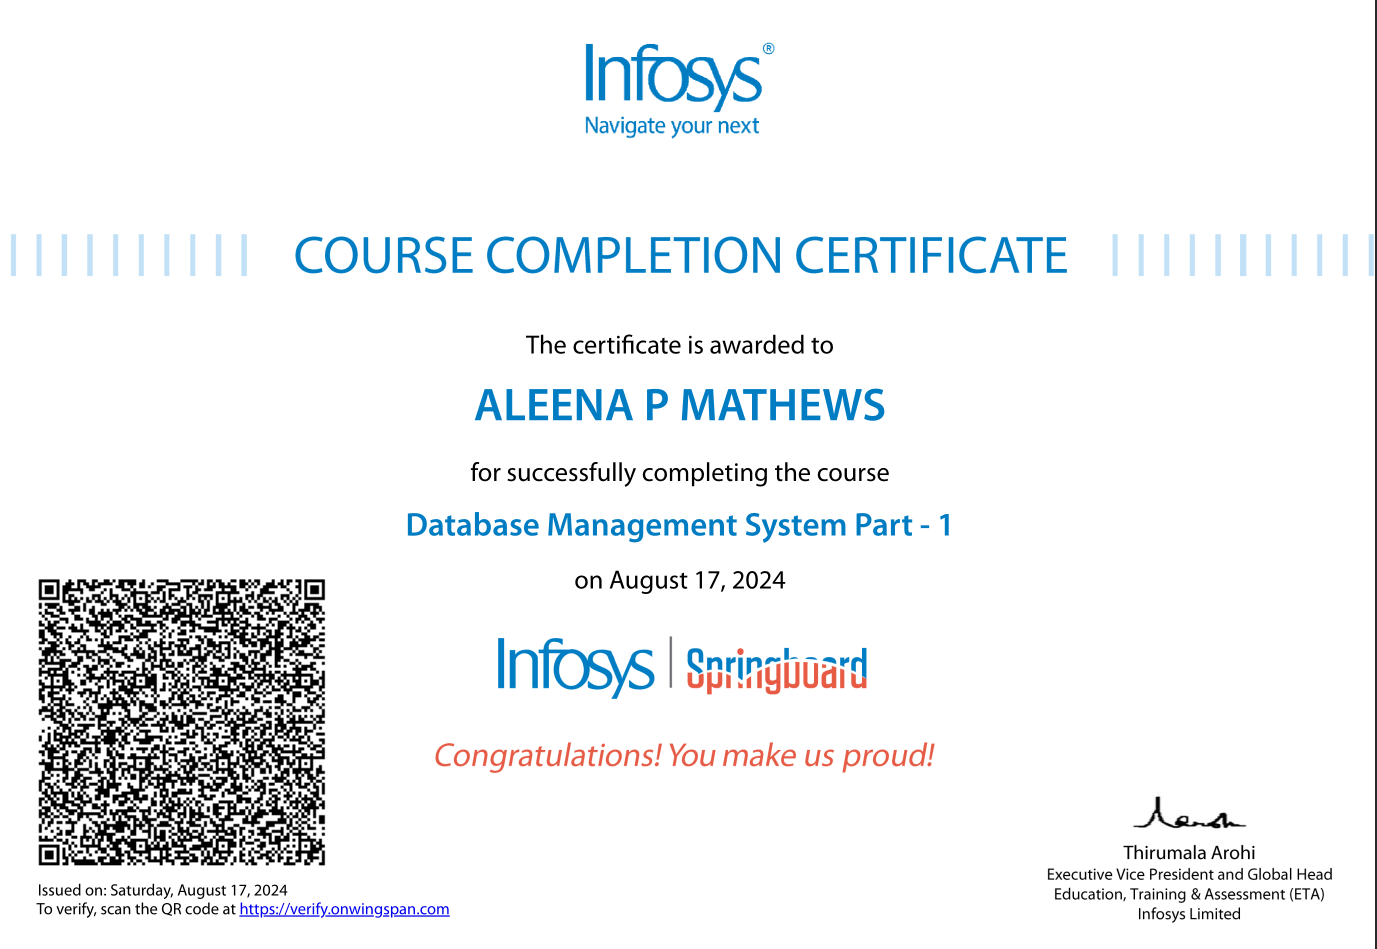 Infosys®
Navigate your next
COURSE COMPLETION CERTIFICATE
The certificate is awarded to
ALEENA P MATHEWS
for successfully completing the course
Database Management System Part - 1
on August 17, 2024
Infosys | Springboard
Congratulations! You make us proud!
Issued on: Saturday, August 17, 2024
To verify, scan the QR code at https://verify.onwingspan.com
Thirumala Arohi
Executive Vice President and Global Head
Education, Training & Assessment (ETA)
Infosys Limited